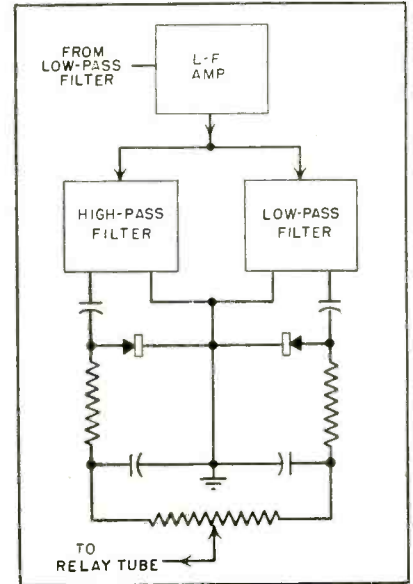 FROM
LOW-PASS
FILTER
L-F
AMP
HIGH-PASS
FILTER
LOW-PASS
FILTER
TO
RELAY TUBE